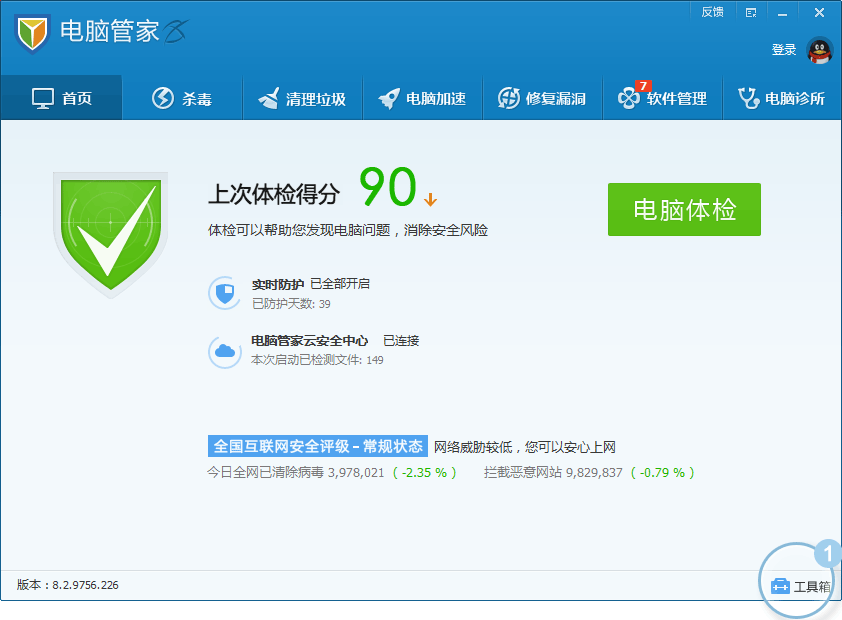 反馈
电脑管家
登录
首页
杀毒
清理垃圾
电脑加速
修复漏洞
7
软件管理
电脑诊所
上次体检得分 90
体检可以帮助您发现电脑问题，消除安全风险
电脑体检
实时防护 已全部开启
已防护天数: 39
电脑管家云安全中心 已连接
本次启动已检测文件: 149
全国互联网安全评级 - 常规状态 网络威胁较低，您可以安心上网
今日全网已清除病毒 3,978,021 ( -2.35 % ) 拦截恶意网站 9,829,837 ( -0.79 % )
1
版本：8.2.9756.226
工具箱